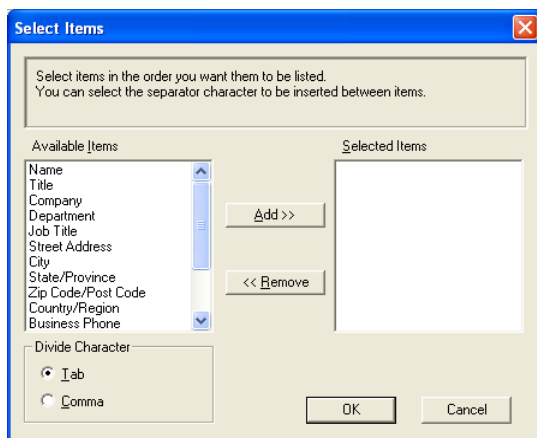 Select Items
Select items in the order you want them to be listed.
You can select the separator character to be inserted between items.
Available Items
Selected Items
Name
Title
Company
Department
Job Title
Street Address
City
State/Province
Zip Code/Post Code
Country/Region
Business Phone
Add >>
<< Remove
Divide Character
Tab
Comma
OK
Cancel